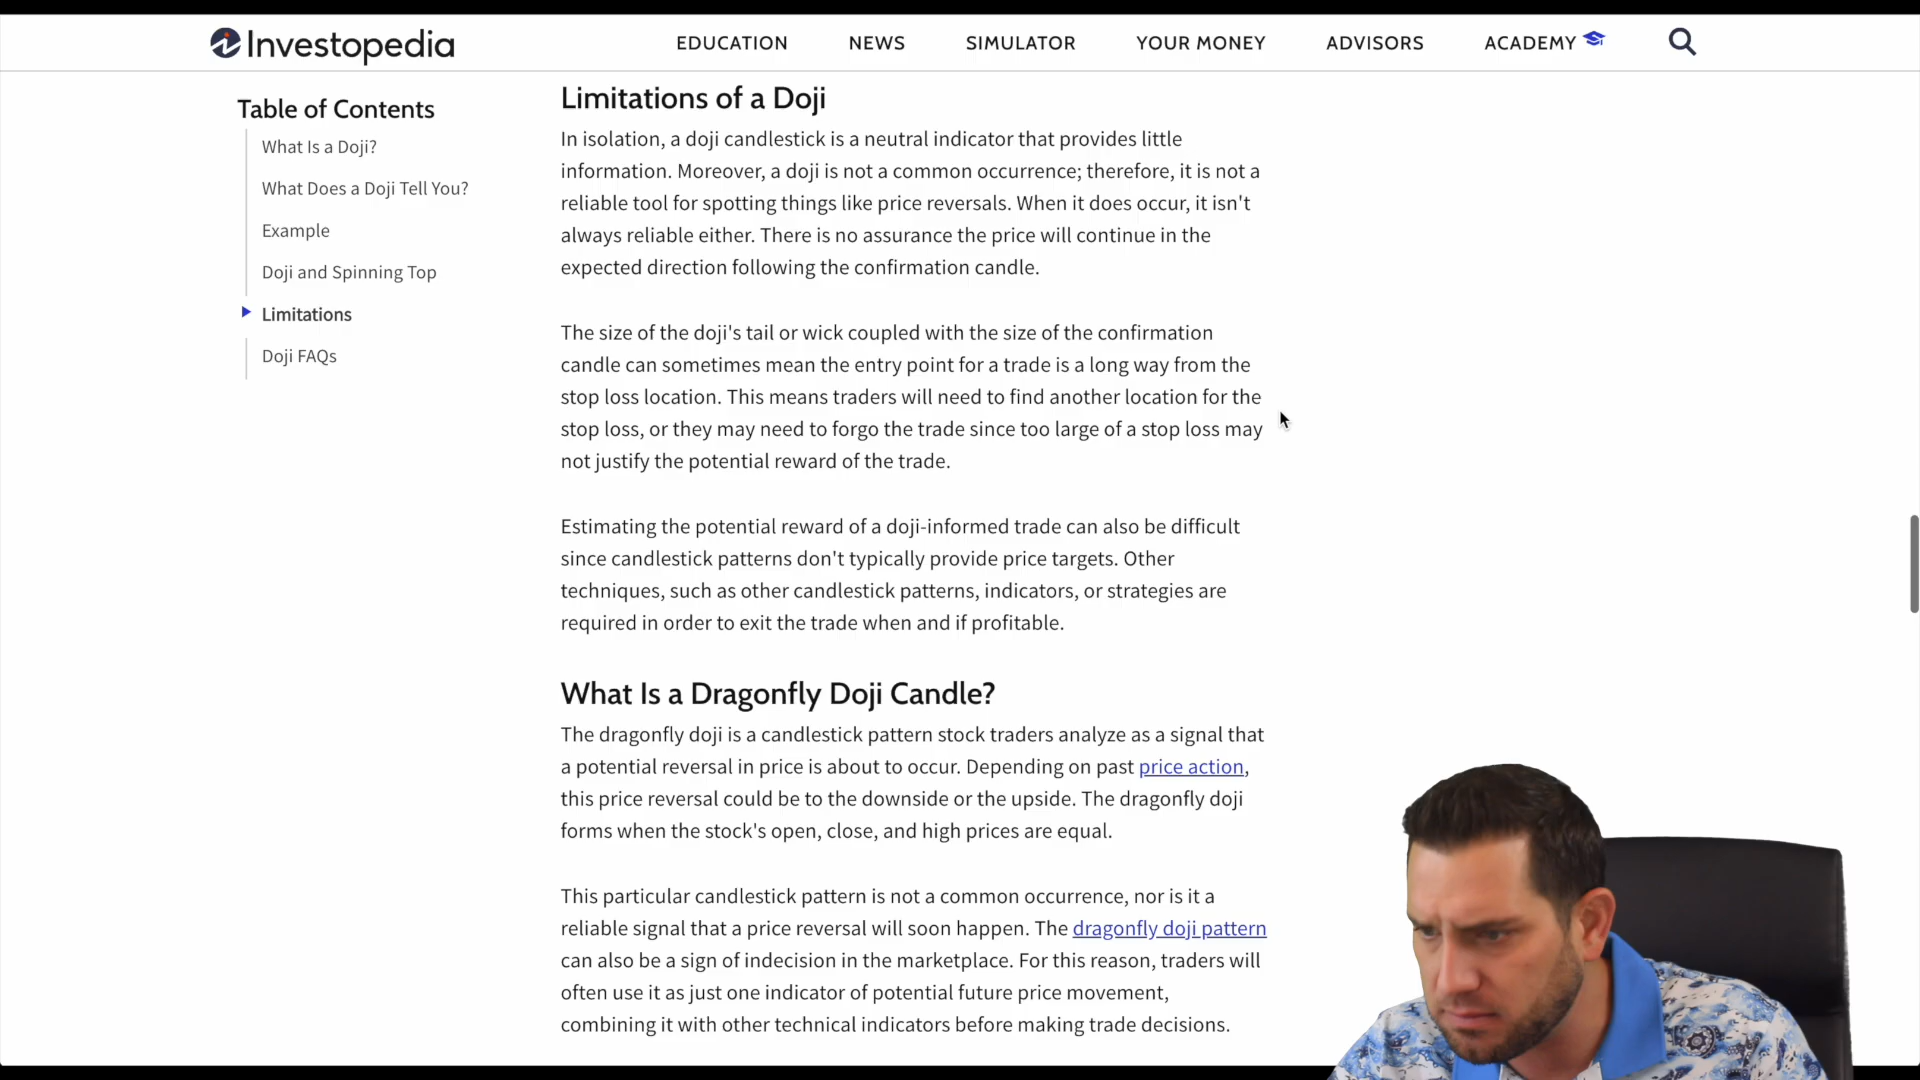 Investopedia
EDUCATION
NEWS
SIMULATOR
YOUR MONEY
ADVISORS
ACADEMY
Table of Contents
What Is a Doji?
What Does a Doji Tell You?
Example
Doji and Spinning Top
Limitations
Doji FAQs
Limitations of a Doji
In isolation, a doji candlestick is a neutral indicator that provides little
information. Moreover, a doji is not a common occurrence; therefore, it is not a
reliable tool for spotting things like price reversals. When it does occur, it isn't
always reliable either. There is no assurance the price will continue in the
expected direction following the confirmation candle.
The size of the doji's tail or wick coupled with the size of the confirmation
candle can sometimes mean the entry point for a trade is a long way from the
stop loss location. This means traders will need to find another location for the
stop loss, or they may need to forgo the trade since too large of a stop loss may
not justify the potential reward of the trade.
Estimating the potential reward of a doji-informed trade can also be difficult
since candlestick patterns don't typically provide price targets. Other
techniques, such as other candlestick patterns, indicators, or strategies are
required in order to exit the trade when and if profitable.
What Is a Dragonfly Doji Candle?
The dragonfly doji is a candlestick pattern stock traders analyze as a signal that
a potential reversal in price is about to occur. Depending on past price action,
this price reversal could be to the downside or the upside. The dragonfly doji
forms when the stock's open, close, and high prices are equal.
This particular candlestick pattern is not a common occurrence, nor is it a
reliable signal that a price reversal will soon happen. The dragonfly doji pattern
can also be a sign of indecision in the marketplace. For this reason, traders will
often use it as just one indicator of potential future price movement,
combining it with other technical indicators before making trade decisions.